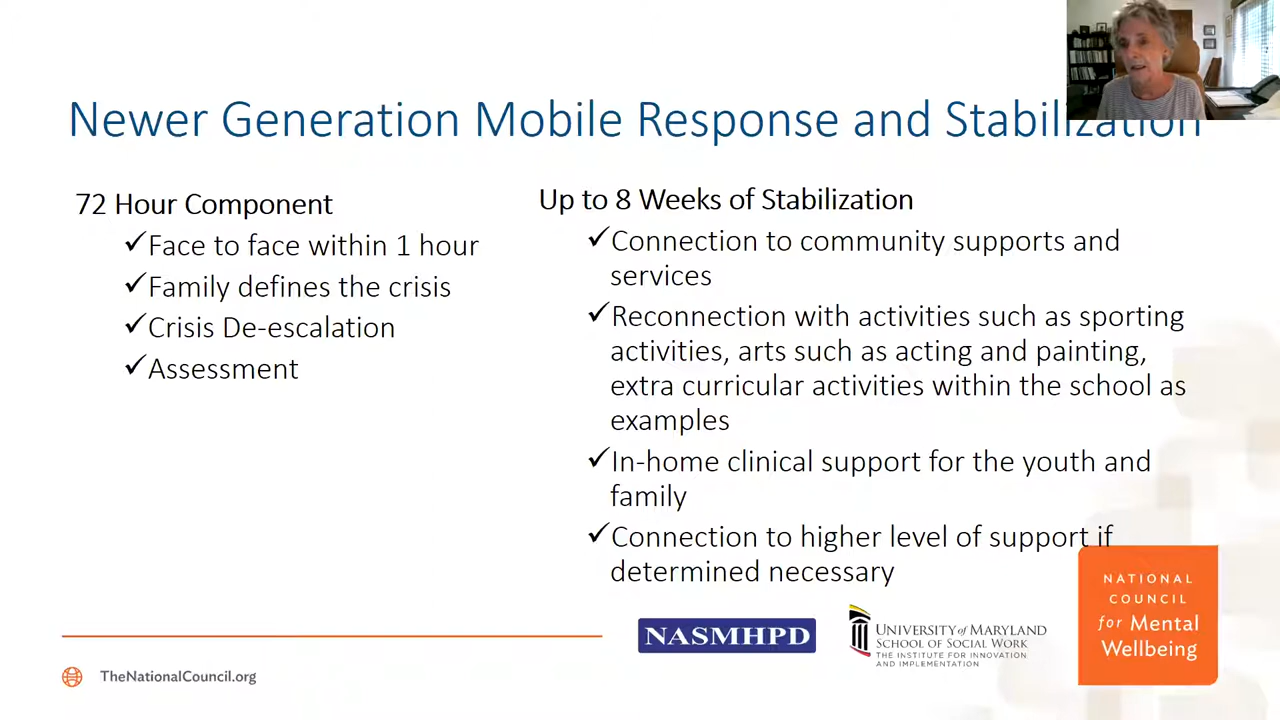 Newer Generation Mobile Response and Stabilization
72 Hour Component
✓Face to face within 1 hour
✓Family defines the crisis
✓Crisis De-escalation
✓Assessment
Up to 8 Weeks of Stabilization
✓Connection to community supports and
services
✓Reconnection with activities such as sporting
activities, arts such as acting and painting,
extra curricular activities within the school as
examples
✓In-home clinical support for the youth and
family
✓Connection to higher level of support if
determined necessary
NASMHPD
UNIVERSITY of MARYLAND
SCHOOL OF SOCIAL WORK
THE INSTITUTE FOR INNOVATION
AND IMPLEMENTATION
NATIONAL
COUNCIL
for Mental
Wellbeing
TheNationalCouncil.org